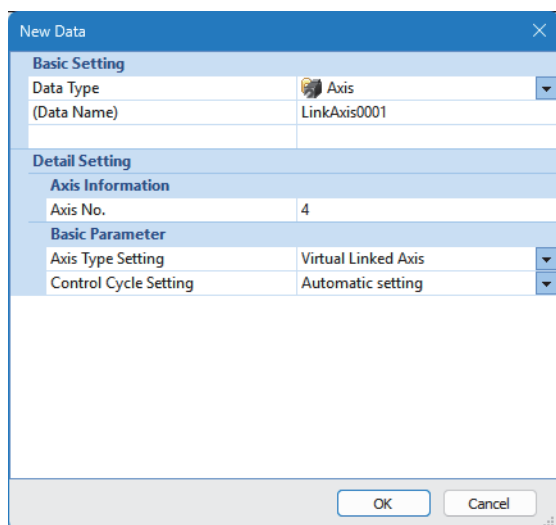 New Data
Basic Setting
Data Type Axis
(Data Name) LinkAxis0001
Detail Setting
Axis Information
Axis No. 4
Basic Parameter
Axis Type Setting Virtual Linked Axis
Control Cycle Setting Automatic setting
OK Cancel